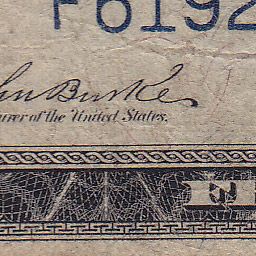 F6192
hn Burke
urer of the United States.